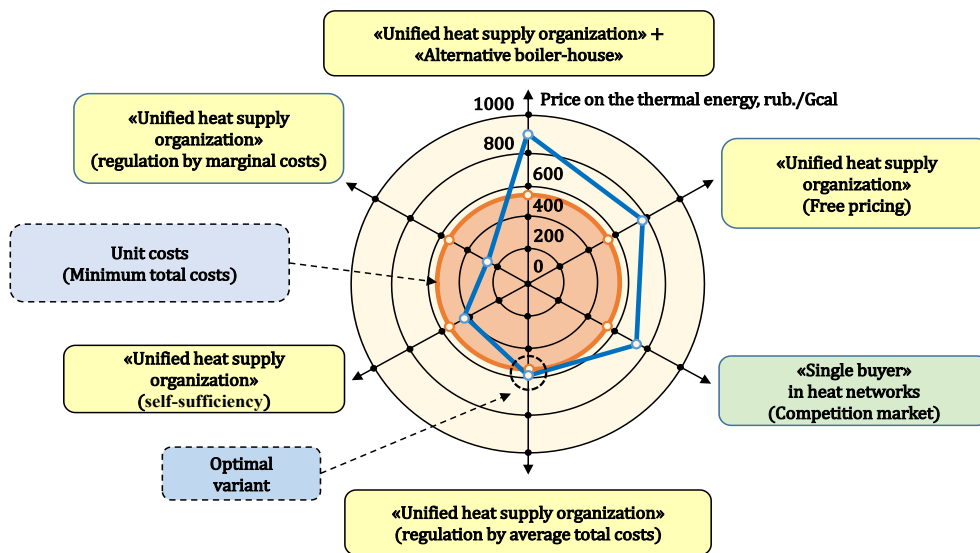 «Unified heat supply organization» +
«Alternative boiler-house»
1000
Price on the thermal energy, rub./Gcal
800
600
400
200
0
«Unified heat supply
organization»
(regulation by marginal costs)
«Unified heat supply
organization»
(Free pricing)
Unit costs
(Minimum total costs)
«Unified heat supply
organization»
(self-sufficiency)
«Single buyer»
in heat networks
(Competition market)
Optimal
variant
«Unified heat supply organization»
(regulation by average total costs)